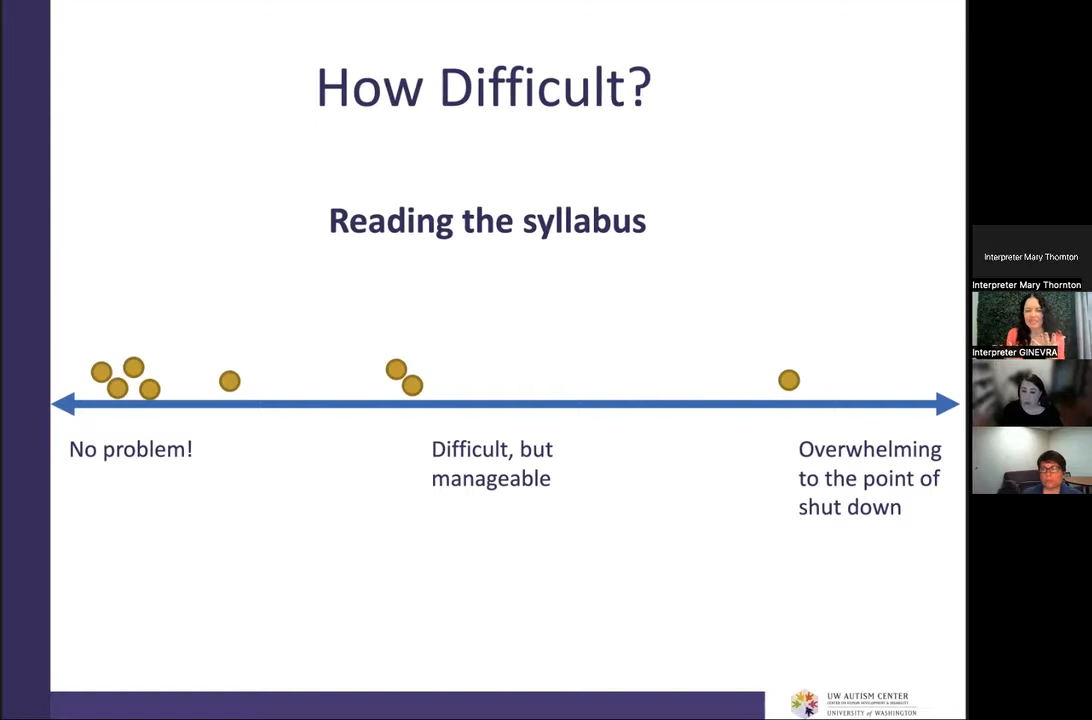 How Difficult?
Reading the syllabus
No problem!
Difficult, but
manageable
Overwhelming
to the point of
shut down
UW AUTISM CENTER
CENTER ON HUMAN DEVELOPMENT & DISABILITY
UNIVERSITY of WASHINGTON
Interpreter Mary Thornton
Interpreter Mary Thornton
Interpreter GINEVRA